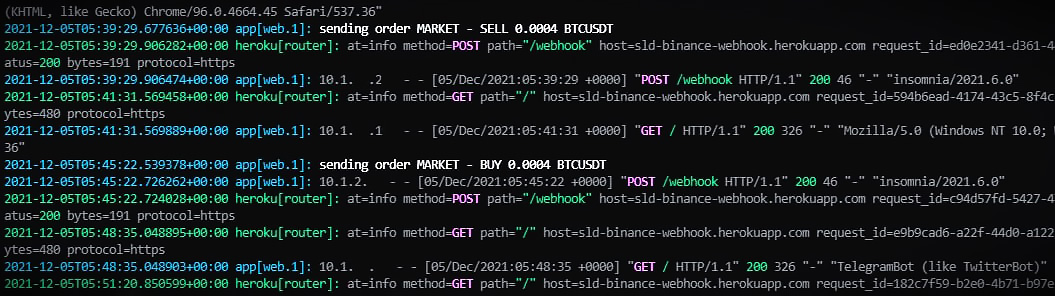 (KHTML, like Gecko) Chrome/96.0.4664.45 Safari/537.36"
2021-12-05T05:39:29.677636+00:00 app[web.1]: sending order MARKET - SELL 0.0004 BTCUSDT
2021-12-05T05:39:29.906282+00:00 heroku[router]: at=info method=POST path="/webhook" host=sld-binance-webhook.herokuapp.com request_id=ed0e2341-d361-4
atus=200 bytes=191 protocol=https
2021-12-05T05:39:29.906474+00:00 app[web.1]: 10.1. .2 - - [05/Dec/2021:05:39:29 +0000] "POST /webhook HTTP/1.1" 200 46 "-" "insomnia/2021.6.0"
2021-12-05T05:41:31.569458+00:00 heroku[router]: at=info method=GET path="/" host=sld-binance-webhook.herokuapp.com request_id=594b6ead-4174-43c5-8f4c
ytes=480 protocol=https
2021-12-05T05:41:31.569889+00:00 app[web.1]: 10.1. .1 - - [05/Dec/2021:05:41:31 +0000] "GET / HTTP/1.1" 200 326 "-" "Mozilla/5.0 (Windows NT 10.0;
36"
2021-12-05T05:45:22.539378+00:00 app[web.1]: sending order MARKET - BUY 0.0004 BTCUSDT
2021-12-05T05:45:22.726262+00:00 app[web.1]: 10.1.2. - - [05/Dec/2021:05:45:22 +0000] "POST /webhook HTTP/1.1" 200 46 "-" "insomnia/2021.6.0"
2021-12-05T05:45:22.724028+00:00 heroku[router]: at=info method=POST path="/webhook" host=sld-binance-webhook.herokuapp.com request_id=c94d57fd-5427-4
atus=200 bytes=191 protocol=https
2021-12-05T05:48:35.048895+00:00 heroku[router]: at=info method=GET path="/" host=sld-binance-webhook.herokuapp.com request_id=e9b9cad6-a22f-44d0-a122
ytes=480 protocol=https
2021-12-05T05:48:35.048903+00:00 app[web.1]: 10.1. . - - [05/Dec/2021:05:48:35 +0000] "GET / HTTP/1.1" 200 326 "-" "TelegramBot (like TwitterBot)"
2021-12-05T05:51:20.850599+00:00 heroku[router]: at=info method=GET path="/" host=sld-binance-webhook.herokuapp.com request_id=182c7f59-b2e0-4b71-b97e